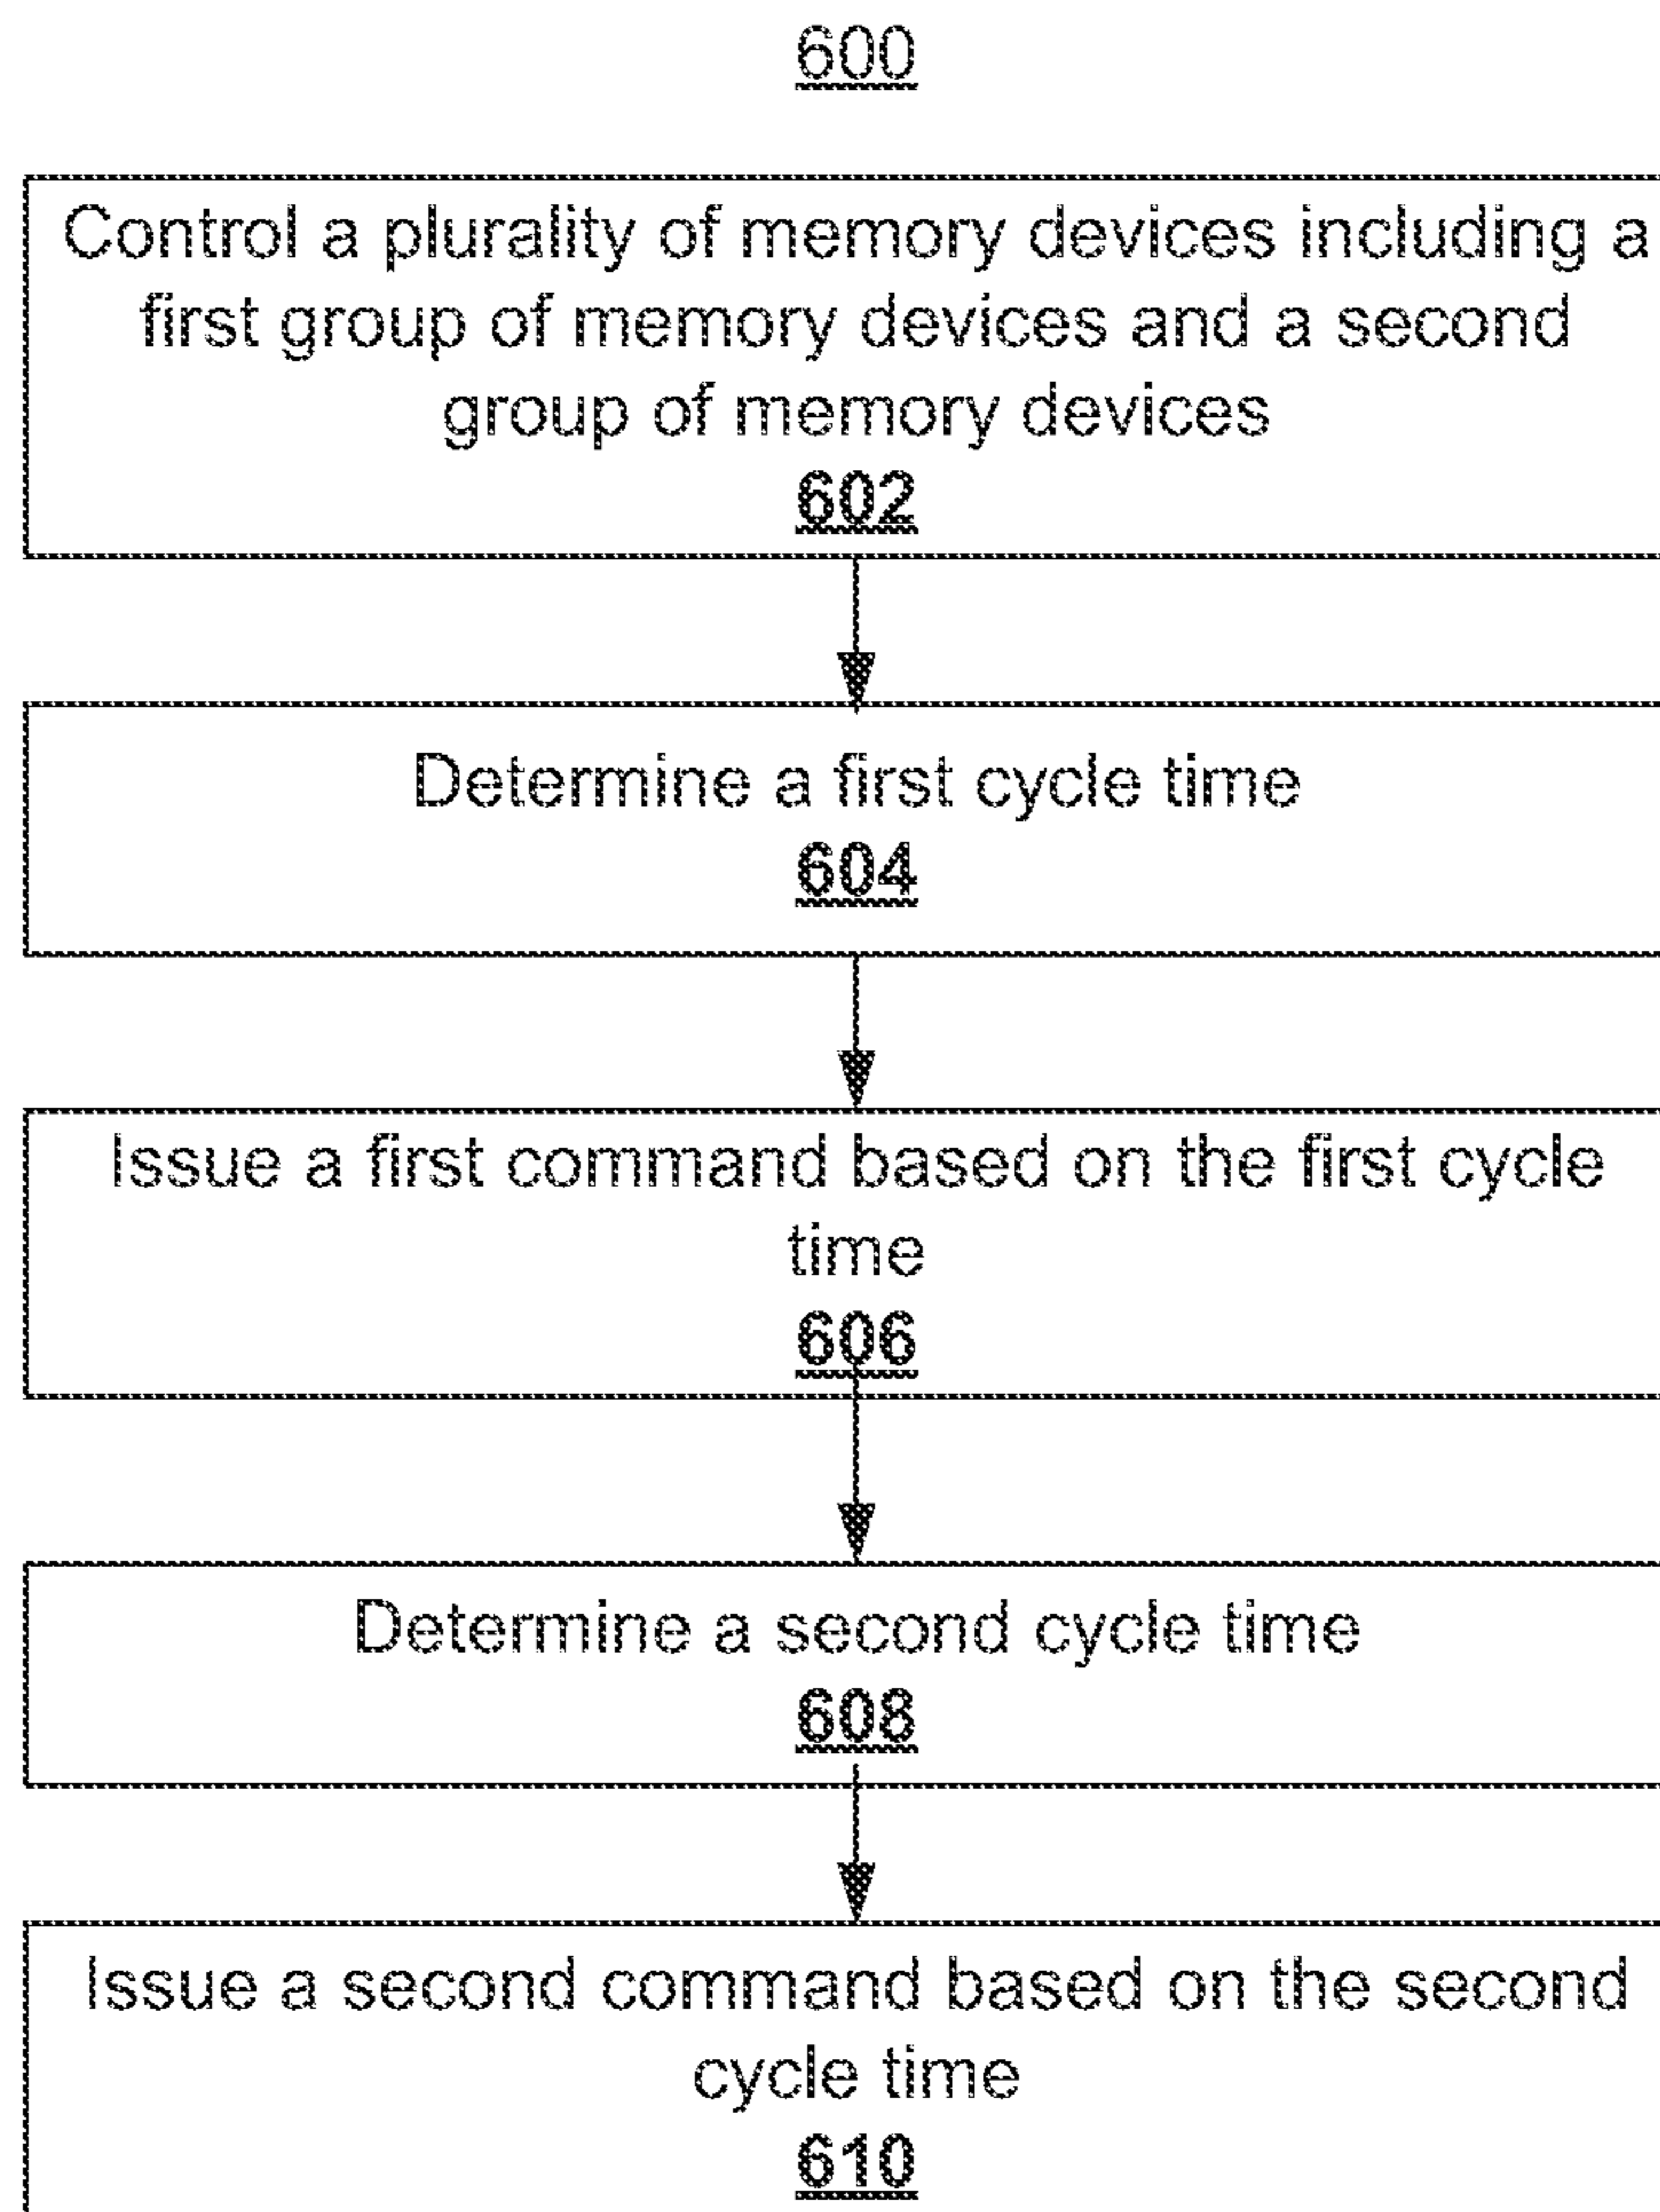 600
Control a plurality of memory devices including a
first group of memory devices and a second
group of memory devices
602
Determine a first cycle time
604
Issue a first command based on the first cycle
time
606
Determine a second cycle time
608
Issue a second command based on the second
cycle time
610